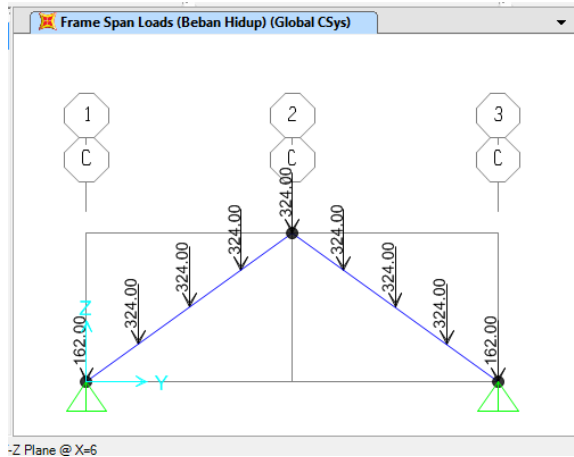 Frame Span Loads (Beban Hidup) (Global CSys)
1
2
3
C
C
C
324.00
324.00
324.00
324.00
324.00
324.00
324.00
162.00
162.00
Z
Y
-Z Plane @ X=6